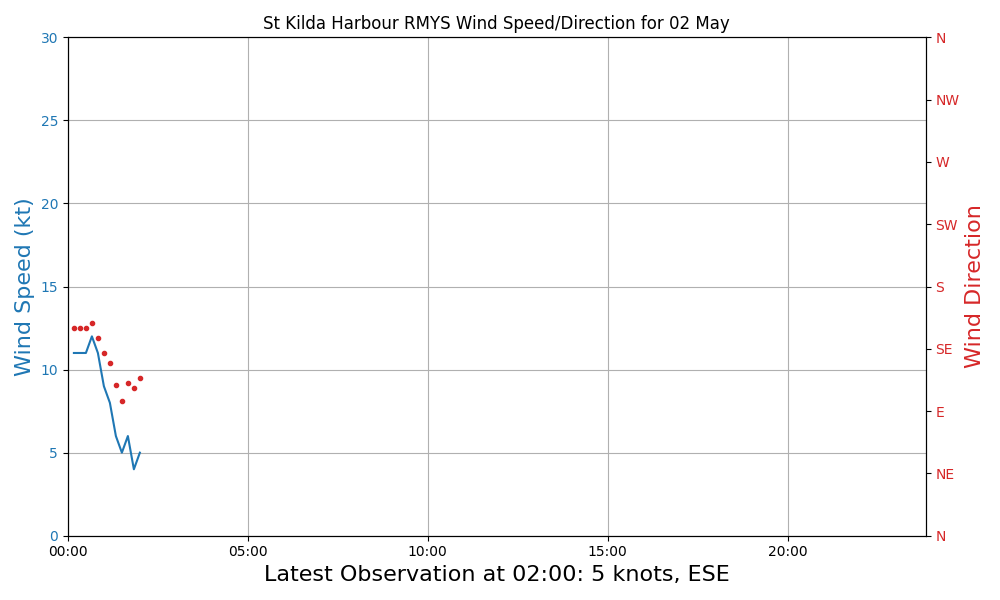 St Kilda Harbour RMYS Wind Speed/Direction for 02 May
30
25
20
15
10
5
0
Wind Speed (kt)
N
NW
W
SW
S
SE
E
NE
N
Wind Direction
00:00
05:00
10:00
15:00
20:00
Latest Observation at 02:00: 5 knots, ESE